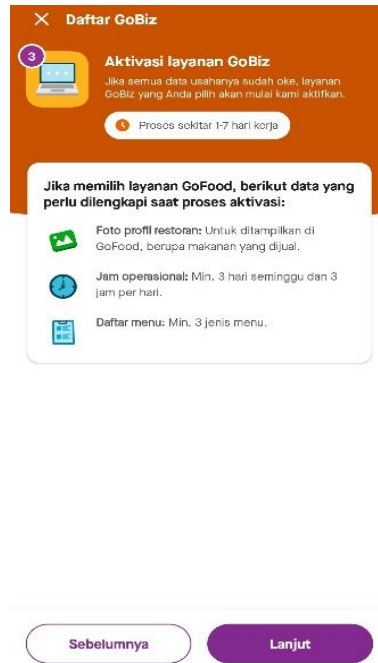 Daftar GoBiz
3
Aktivasi layanan GoBiz
Jika semua data usahanya sudah oke, layanan
GoBiz yang Anda pilih akan mulai kami aktifkan.
Proses sekitar 1-7 hari kerja
Jika memilih layanan GoFood, berikut data yang
perlu dilengkapi saat proses aktivasi:
Foto profil restoran: Untuk ditampilkan di
GoFood, berupa makanan yang dijual.
Jam operasional: Min. 3 hari seminggu dan 3
jam per hari.
Daftar menu: Min. 3 jenis menu.
Sebelumnya
Lanjut